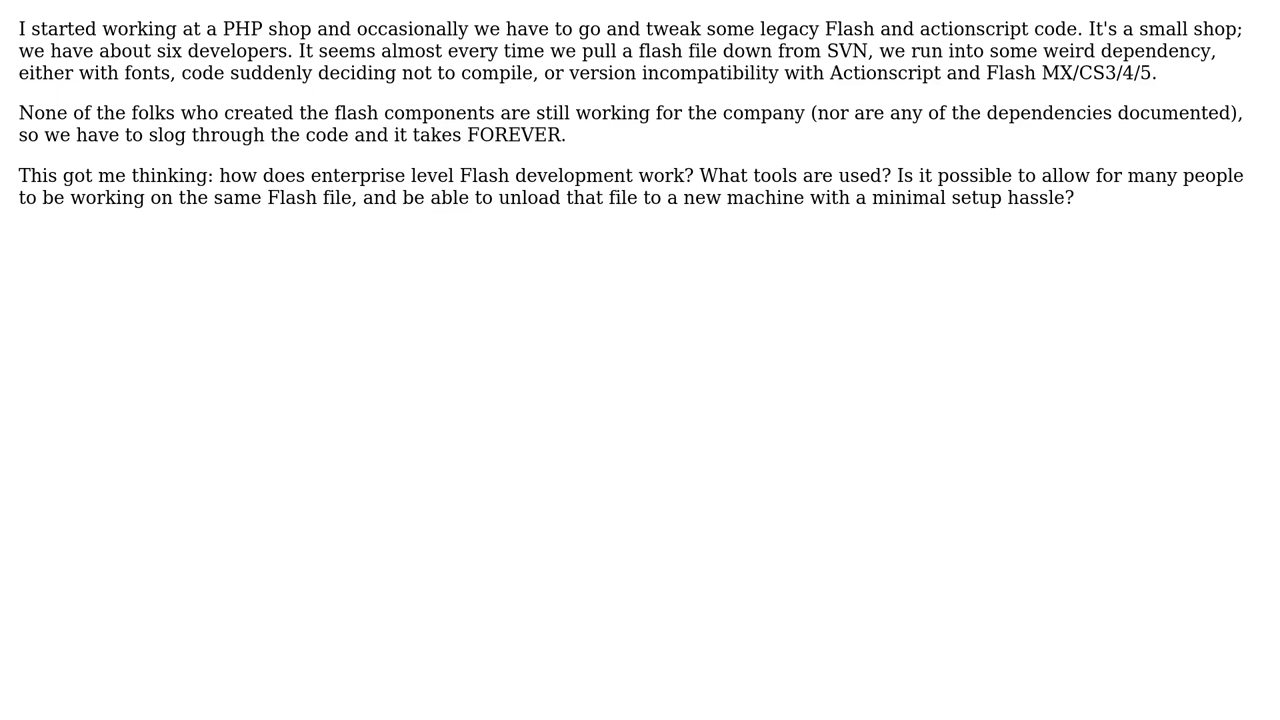 I started working at a PHP shop and occasionally we have to go and tweak some legacy Flash and actionscript code. It's a small shop;
we have about six developers. It seems almost every time we pull a flash file down from SVN, we run into some weird dependency,
either with fonts, code suddenly deciding not to compile, or version incompatibility with Actionscript and Flash MX/CS3/4/5.
None of the folks who created the flash components are still working for the company (nor are any of the dependencies documented),
so we have to slog through the code and it takes FOREVER.
This got me thinking: how does enterprise level Flash development work? What tools are used? Is it possible to allow for many people
to be working on the same Flash file, and be able to unload that file to a new machine with a minimal setup hassle?